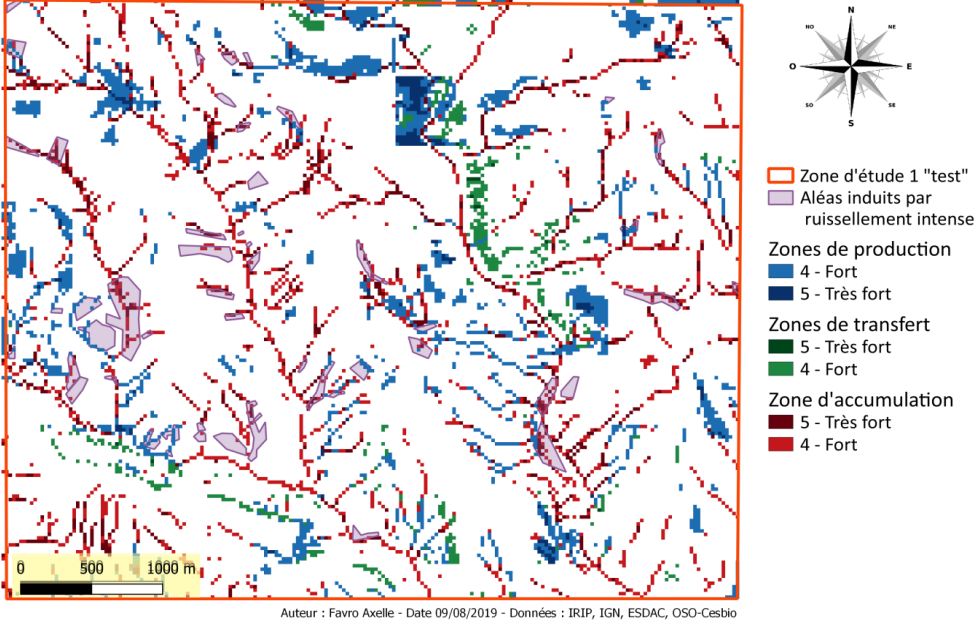 N
NO
NE
O
E
SO
SE
S
Zone d'étude 1 "test"
Aléas induits par
ruissellement intense
Zones de production
4 - Fort
5 - Très fort
Zones de transfert
5 - Très fort
4 - Fort
Zone d'accumulation
5 - Très fort
4 - Fort
0 500 1000 m
Auteur : Favro Axelle - Date 09/08/2019 - Données : IRIP, IGN, ESDAC, OSO-Cesbio